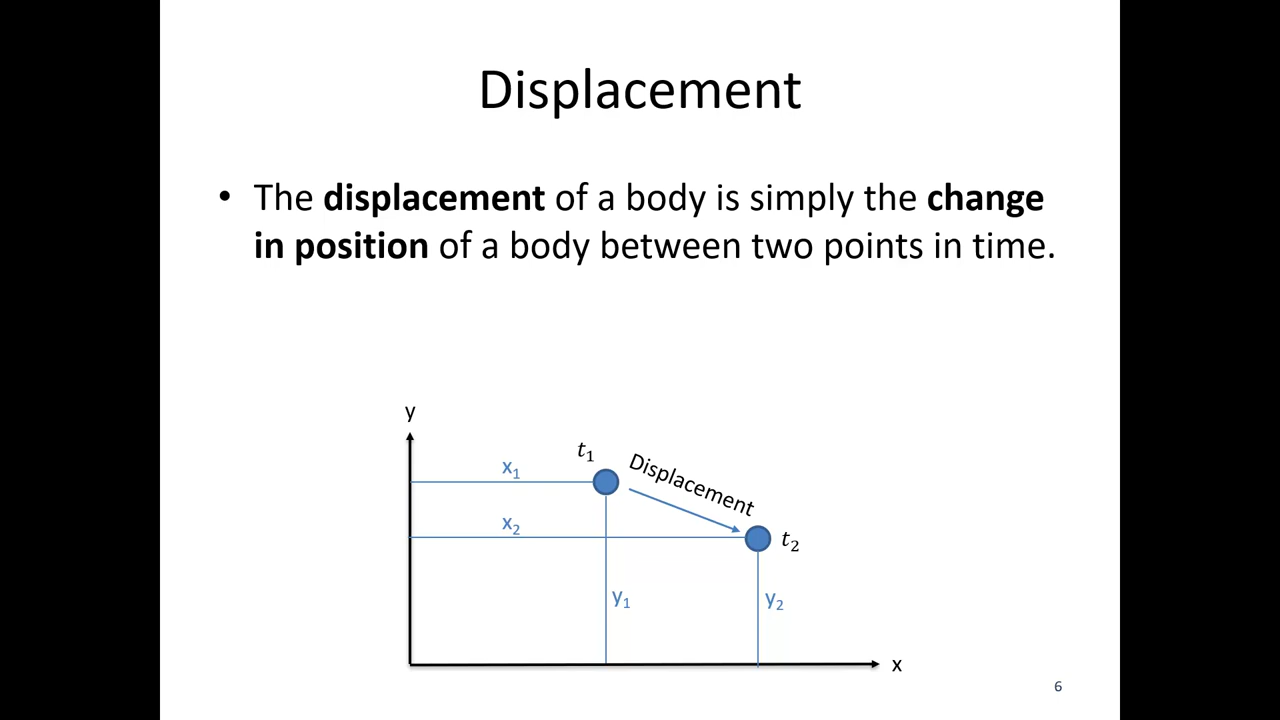 Displacement
• The displacement of a body is simply the change
in position of a body between two points in time.
y
t₁
Displacement
x₁
x₂
t₂
y₁
y₂
x
6